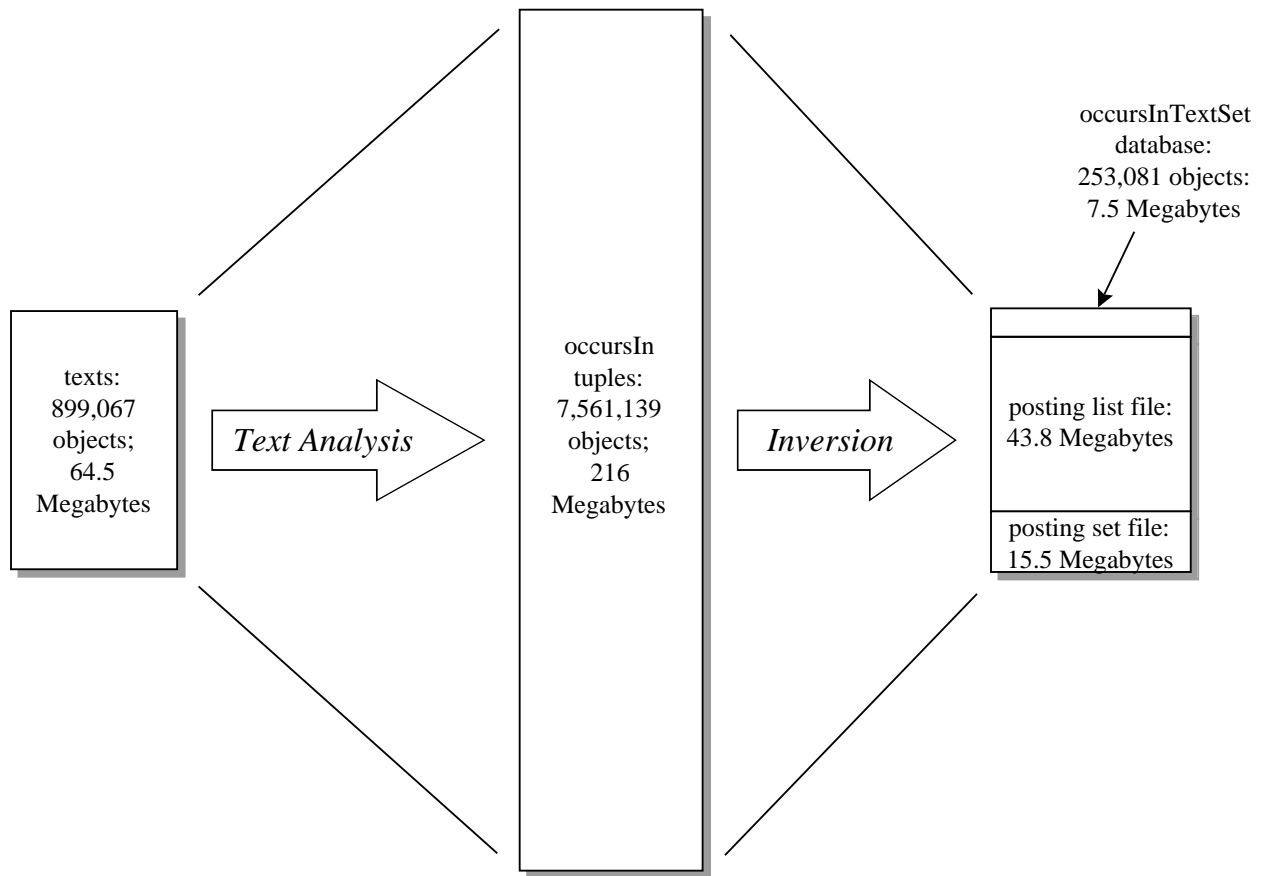 texts:
899,067
objects;
64.5
Megabytes
Text Analysis
occursIn
tuples:
7,561,139
objects;
216
Megabytes
Inversion
occursInTextSet
database:
253,081 objects:
7.5 Megabytes
posting list file:
43.8 Megabytes
posting set file:
15.5 Megabytes